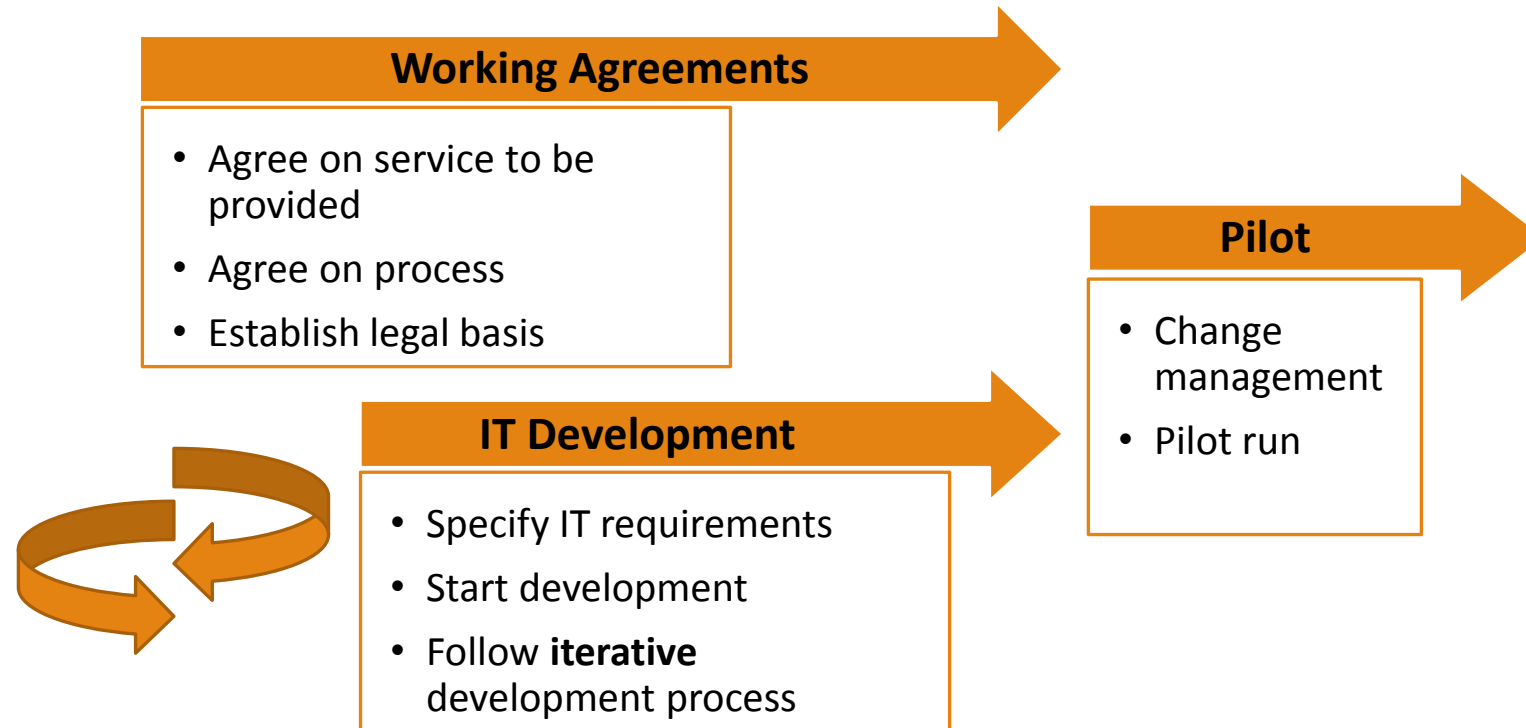 Working Agreements
• Agree on service to be
provided
• Agree on process
• Establish legal basis
Pilot
• Change
management
• Pilot run
IT Development
• Specify IT requirements
• Start development
• Follow iterative
development process